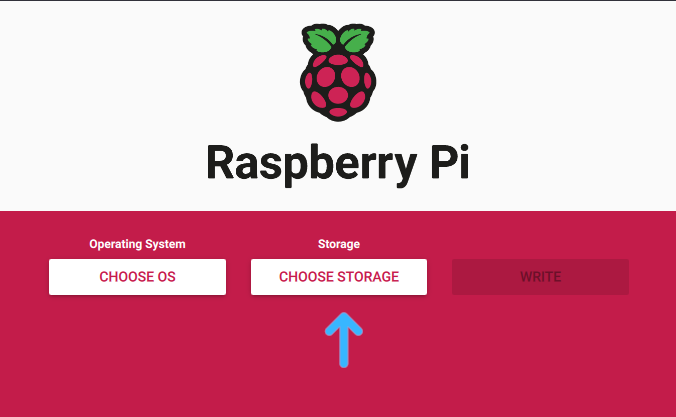 Raspberry Pi
Operating System
Storage
CHOOSE OS
CHOOSE STORAGE
WRITE